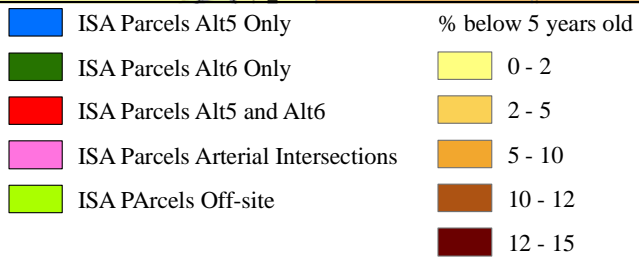 ISA Parcels Alt5 Only
ISA Parcels Alt6 Only
ISA Parcels Alt5 and Alt6
ISA Parcels Arterial Intersections
ISA PArcels Off-site
% below 5 years old
0 - 2
2 - 5
5 - 10
10 - 12
12 - 15